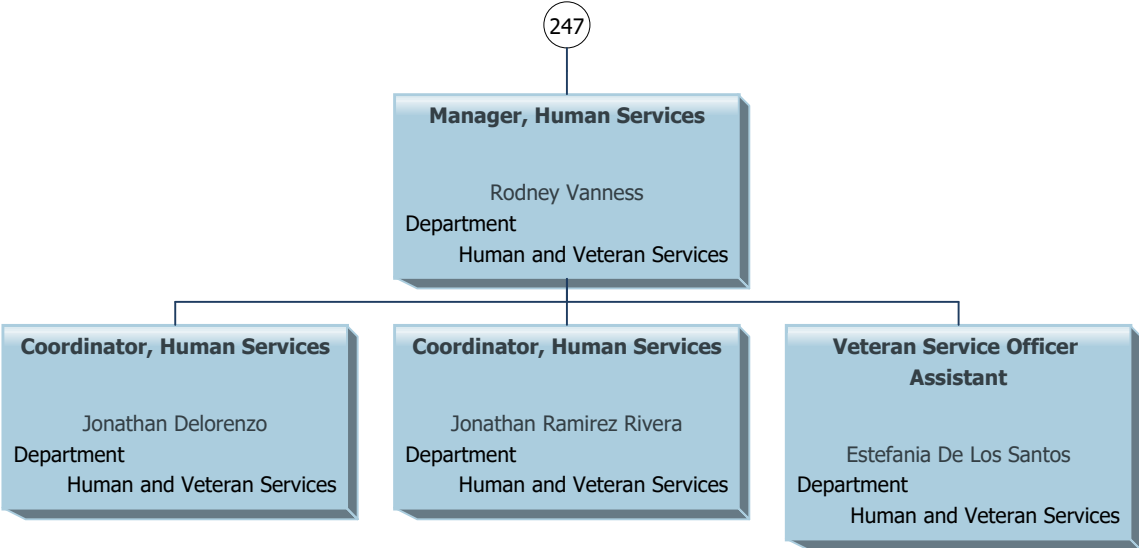 247
Manager, Human Services
Rodney Vanness
Department
Human and Veteran Services
Coordinator, Human Services
Jonathan Delorenzo
Department
Human and Veteran Services
Coordinator, Human Services
Jonathan Ramirez Rivera
Department
Human and Veteran Services
Veteran Service Officer
Assistant
Estefania De Los Santos
Department
Human and Veteran Services